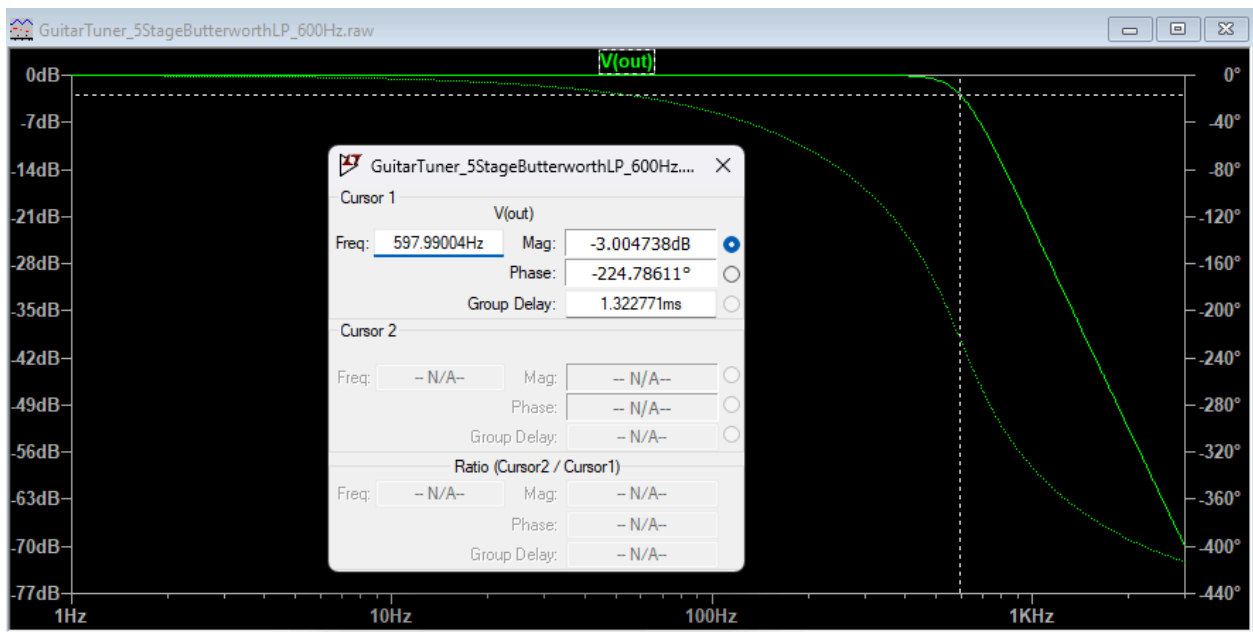 GuitarTuner_5StageButterworthLP_600Hz.raw
V(out)
0dB
-7dB
-14dB
-21dB
-28dB
-35dB
-42dB
-49dB
-56dB
-63dB
-70dB
-77dB
0°
-40°
-80°
-120°
-160°
-200°
-240°
-280°
-320°
-360°
-400°
-440°
GuitarTuner_5StageButterworthLP_600Hz....
Cursor 1
V(out)
Freq: 597.99004Hz Mag: -3.004738dB
Phase: -224.78611°
Group Delay: 1.322771ms
Cursor 2
Freq: -- N/A-- Mag: -- N/A--
Phase: -- N/A--
Group Delay: -- N/A--
Ratio (Cursor2 / Cursor1)
Freq: -- N/A-- Mag: -- N/A--
Phase: -- N/A--
Group Delay: -- N/A--
1Hz 10Hz 100Hz 1KHz